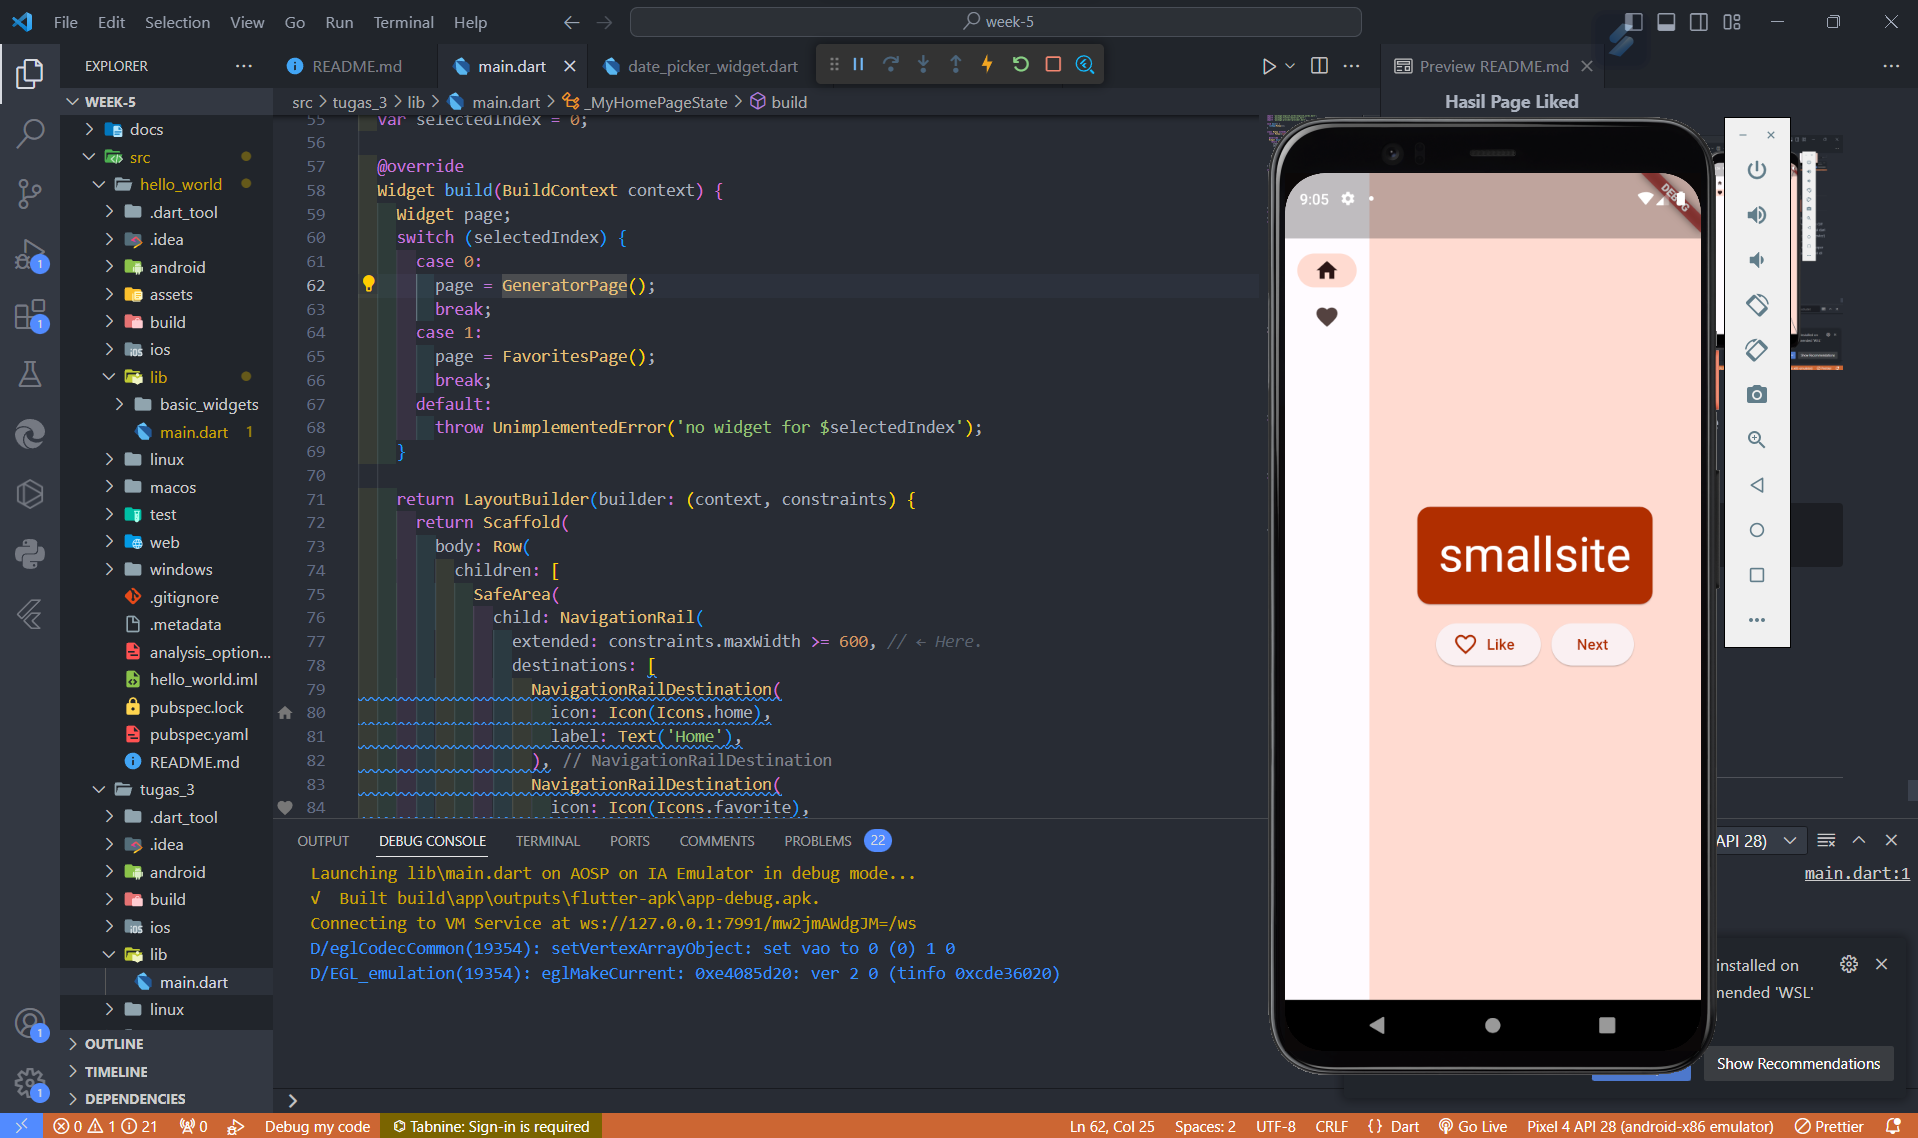 File Edit Selection View Go Run Terminal Help
week-5
EXPLORER
README.md
main.dart
date_picker_widget.dart
Preview README.md
WEEK-5
src > tugas_3 > lib > main.dart > _MyHomePageState > build
Hasil Page Liked
docs
src
hello_world
.dart_tool
.idea
android
assets
build
ios
lib
basic_widgets
main.dart 1
linux
macos
test
web
windows
.gitignore
.metadata
analysis_option...
hello_world.iml
pubspec.lock
pubspec.yaml
README.md
tugas_3
.dart_tool
.idea
android
build
ios
lib
main.dart
linux
OUTLINE
TIMELINE
DEPENDENCIES
55 var selectedIndex = 0;
56
57 @override
58 Widget build(BuildContext context) {
59 Widget page;
60 switch (selectedIndex) {
61 case 0:
62 page = GeneratorPage();
63 break;
64 case 1:
65 page = FavoritesPage();
66 break;
67 default:
68 throw UnimplementedError('no widget for $selectedIndex');
69 }
70
71 return LayoutBuilder(builder: (context, constraints) {
72 return Scaffold(
73 body: Row(
74 children: [
75 SafeArea(
76 child: NavigationRail(
77 extended: constraints.maxWidth >= 600, // ← Here.
78 destinations: [
79 NavigationRailDestination(
80 icon: Icon(Icons.home),
81 label: Text('Home'),
82 ), // NavigationRailDestination
83 NavigationRailDestination(
84 icon: Icon(Icons.favorite),
9:05
DEBUG
smallsite
Like
Next
OUTPUT DEBUG CONSOLE TERMINAL PORTS COMMENTS PROBLEMS 22
API 28)
Launching lib\main.dart on AOSP on IA Emulator in debug mode...
main.dart:1
√ Built build\app\outputs\flutter-apk\app-debug.apk.
Connecting to VM Service at ws://127.0.0.1:7991/mw2jmAWdgJM=/ws
D/eglCodecCommon(19354): setVertexArrayObject: set vao to 0 (0) 1 0
D/EGL_emulation(19354): eglMakeCurrent: 0xe4085d20: ver 2 0 (tinfo 0xcde36020)
installed on
mended 'WSL'
Show Recommendations
0 1 21 0 Debug my code Tabnine: Sign-in is required Ln 62, Col 25 Spaces: 2 UTF-8 CRLF {} Dart Go Live Pixel 4 API 28 (android-x86 emulator) Prettier